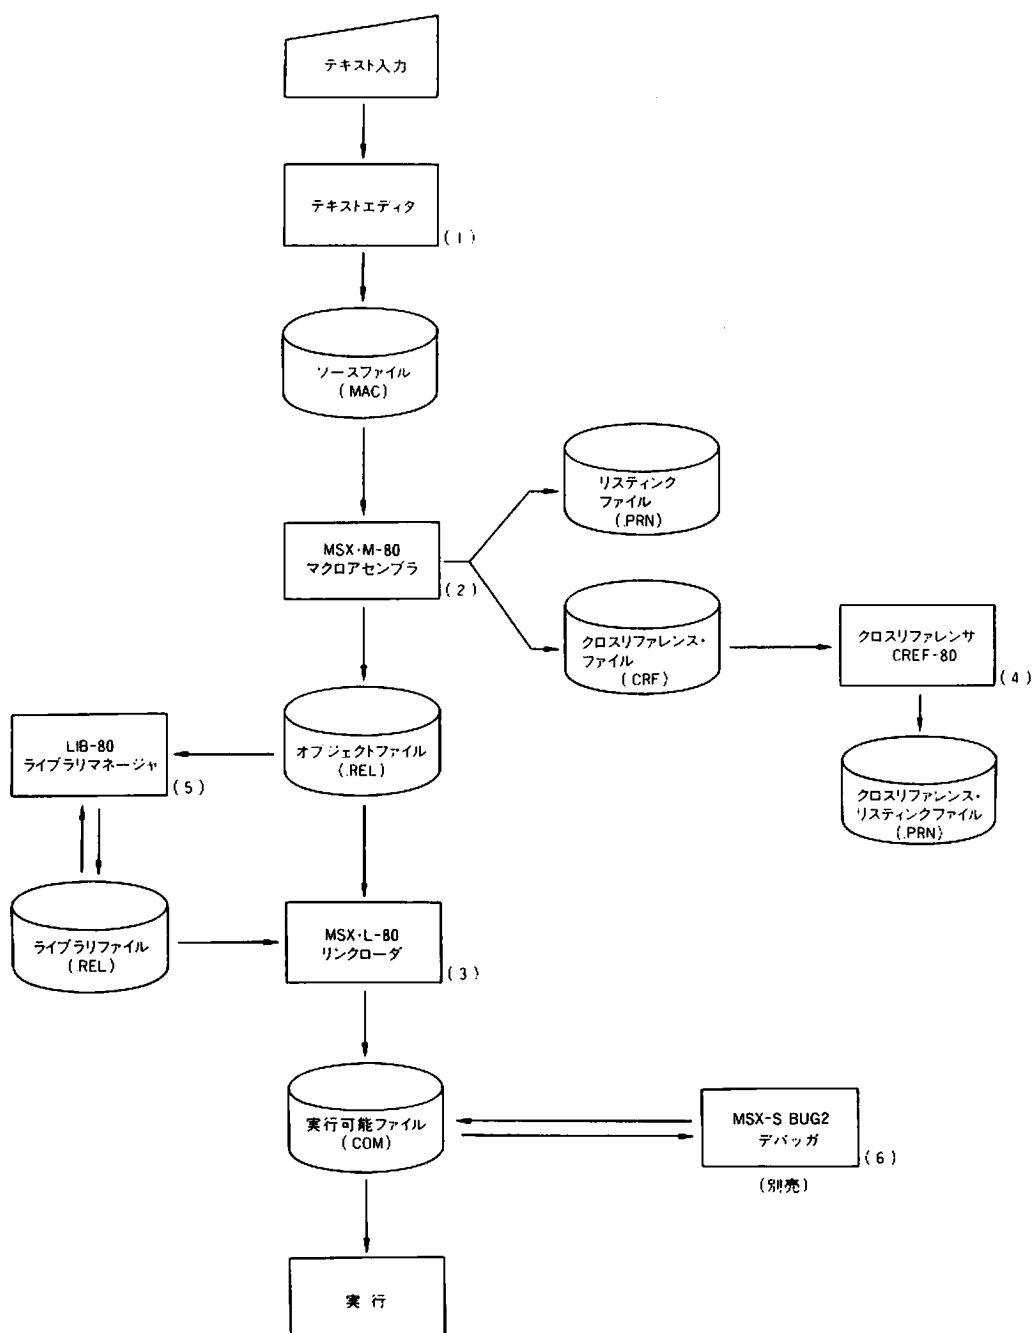 テキスト入力
テキストエディタ
(1)
ソースファイル
(MAC)
リスティング
ファイル
(.PRN)
MSX・M-80
マクロアセンブラ
(2)
クロスリファレンス・
ファイル
(CRF)
クロスリファレンサ
CREF-80
(4)
LIB-80
ライブラリマネージャ
(5)
オブジェクトファイル
(.REL)
クロスリファレンス・
リスティングファイル
(.PRN)
ライブラリファイル
(.REL)
MSX・L-80
リンクローダ
(3)
実行可能ファイル
(.COM)
MSX-S BUG2
デバッガ
(6)
(別売)
実行